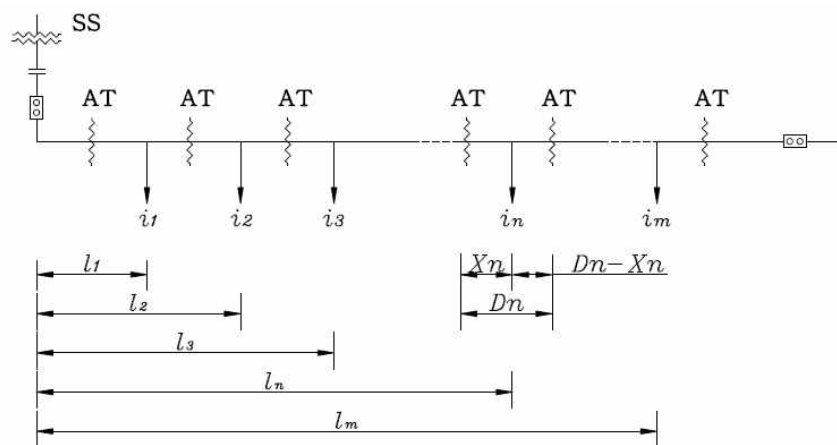 SS
AT AT AT AT AT AT
i1 i2 i3 in im
l1 Xn Dn-Xn
l2 Dn
l3
ln
lm